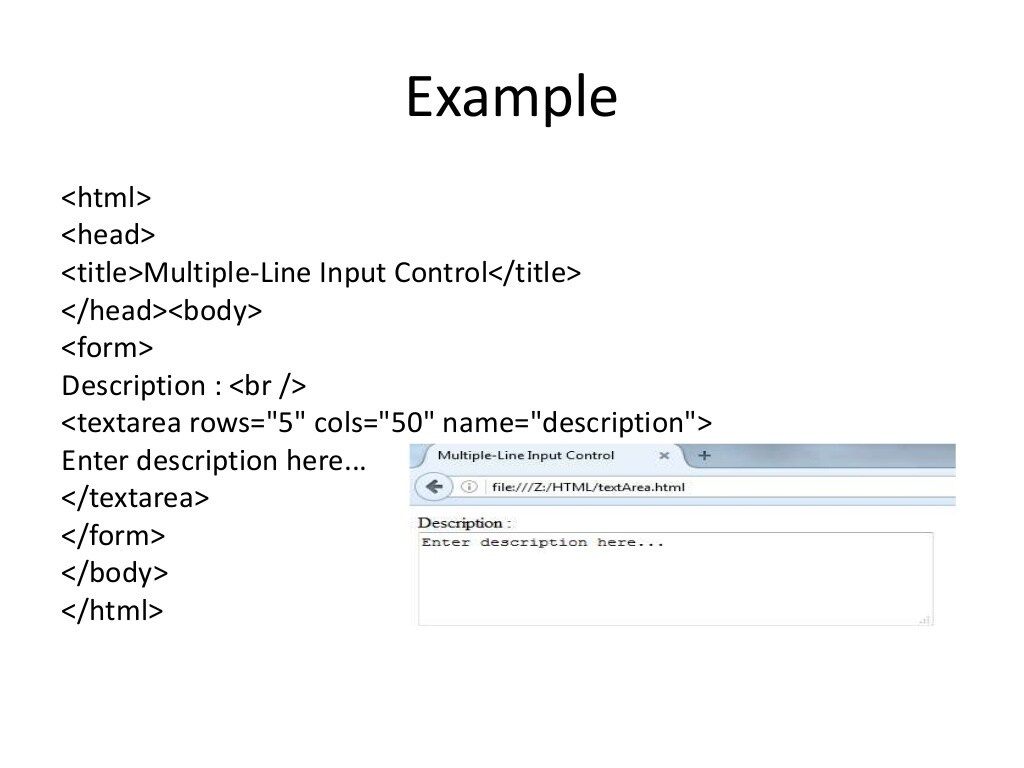 Example
<html>
<head>
<title>Multiple-Line Input Control</title>
</head><body>
<form>
Description : <br />
<textarea rows="5" cols="50" name="description">
Enter description here...
</textarea>
</form>
</body>
</html>
Multiple-Line Input Control × +
file:///Z:/HTML/textArea.html
Description :
Enter description here...